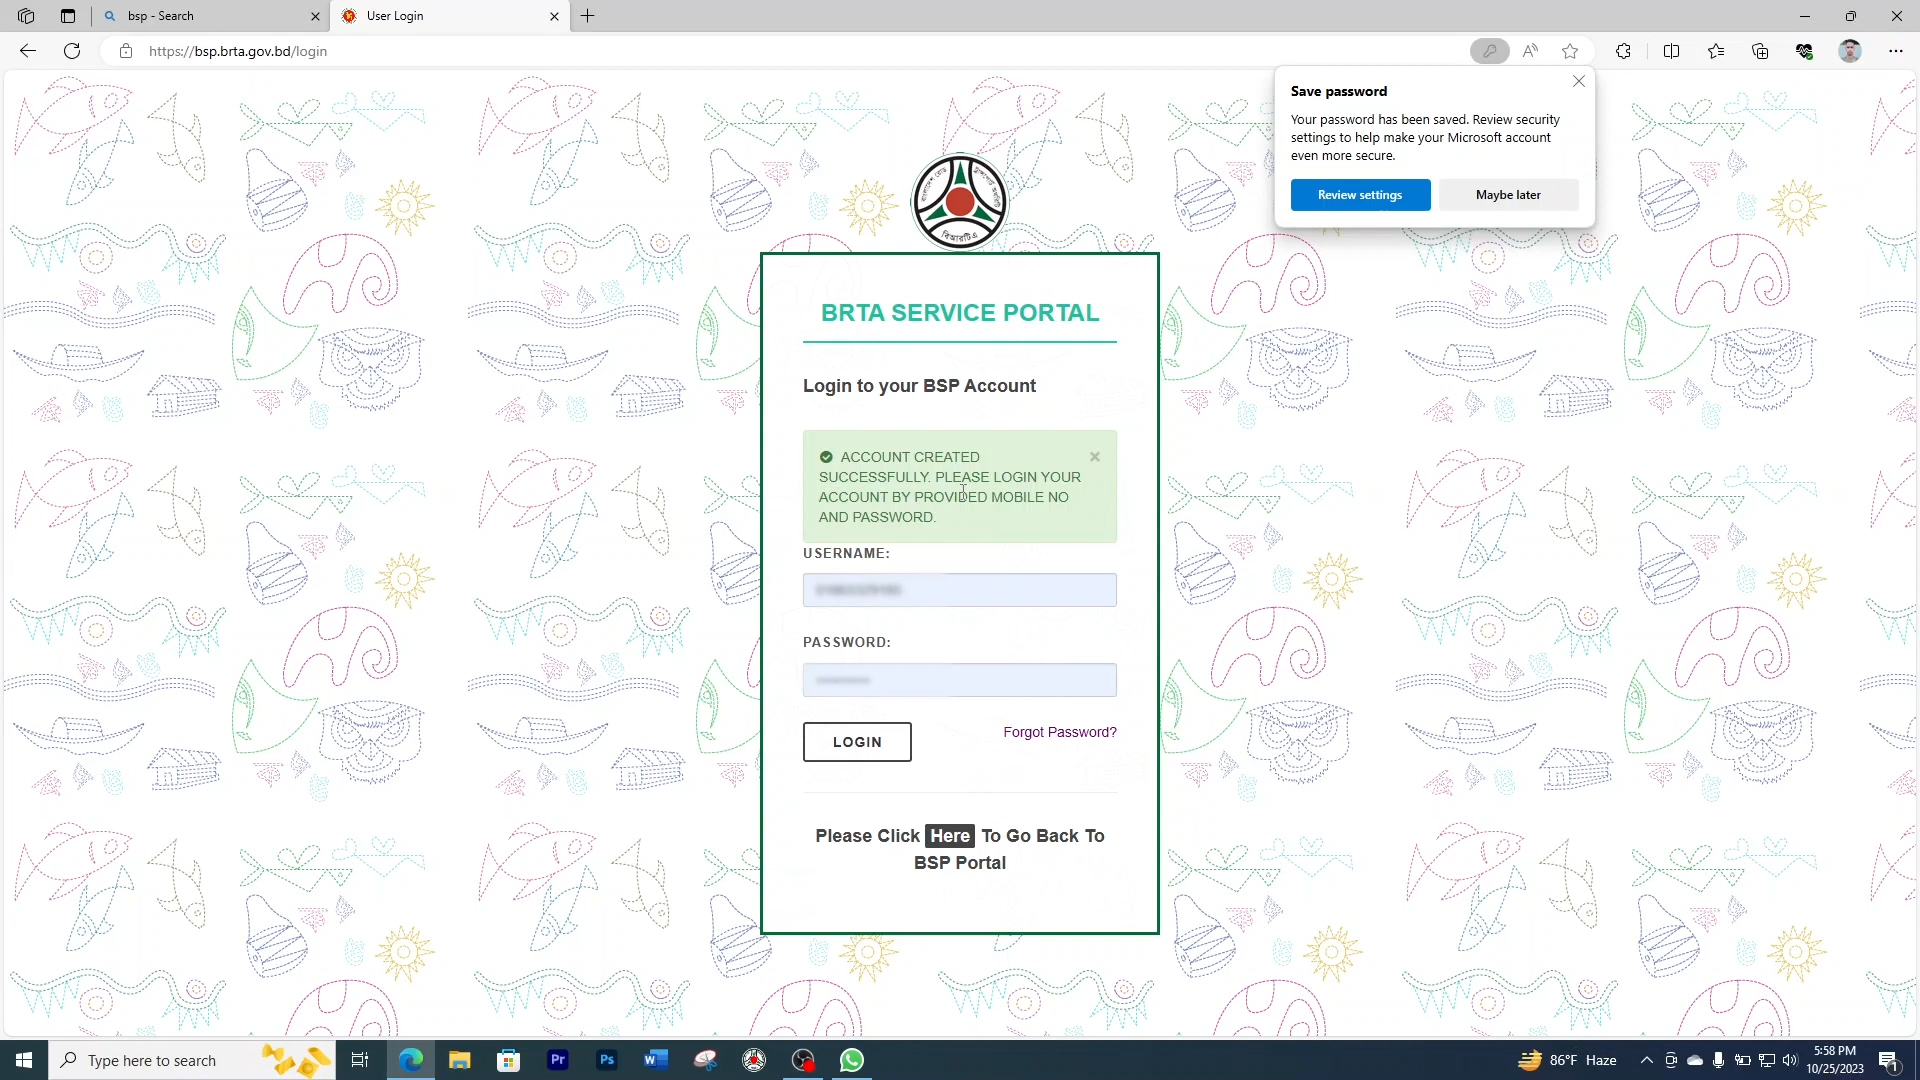 bsp - Search
User Login
https://bsp.brta.gov.bd/login
Save password
Your password has been saved. Review security
settings to help make your Microsoft account
even more secure.
Review settings
Maybe later
বিআরটিএ
BRTA SERVICE PORTAL
Login to your BSP Account
ACCOUNT CREATED
SUCCESSFULLY. PLEASE LOGIN YOUR
ACCOUNT BY PROVIDED MOBILE NO
AND PASSWORD.
USERNAME:
PASSWORD:
LOGIN
Forgot Password?
Please Click Here To Go Back To
BSP Portal
Type here to search
Pr
Ps
W
86°F Haze
5:58 PM
10/25/2023
1